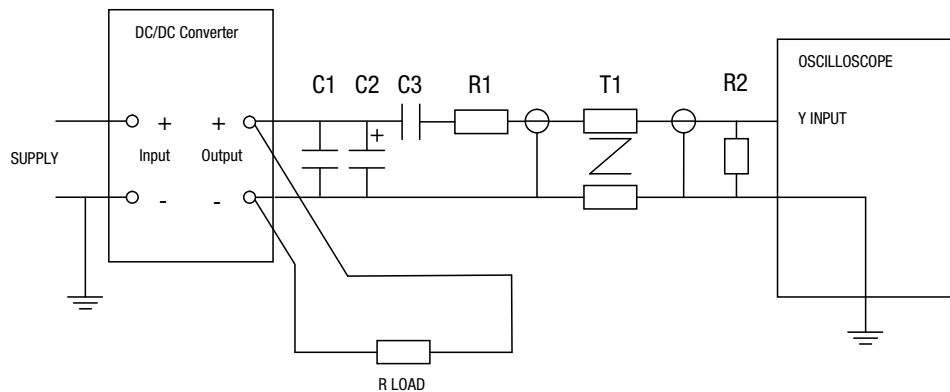 DC/DC Converter
OSCILLOSCOPE
C1 C2 C3 R1 T1 R2
+ + + + Y INPUT
SUPPLY Input Output
- -
R LOAD